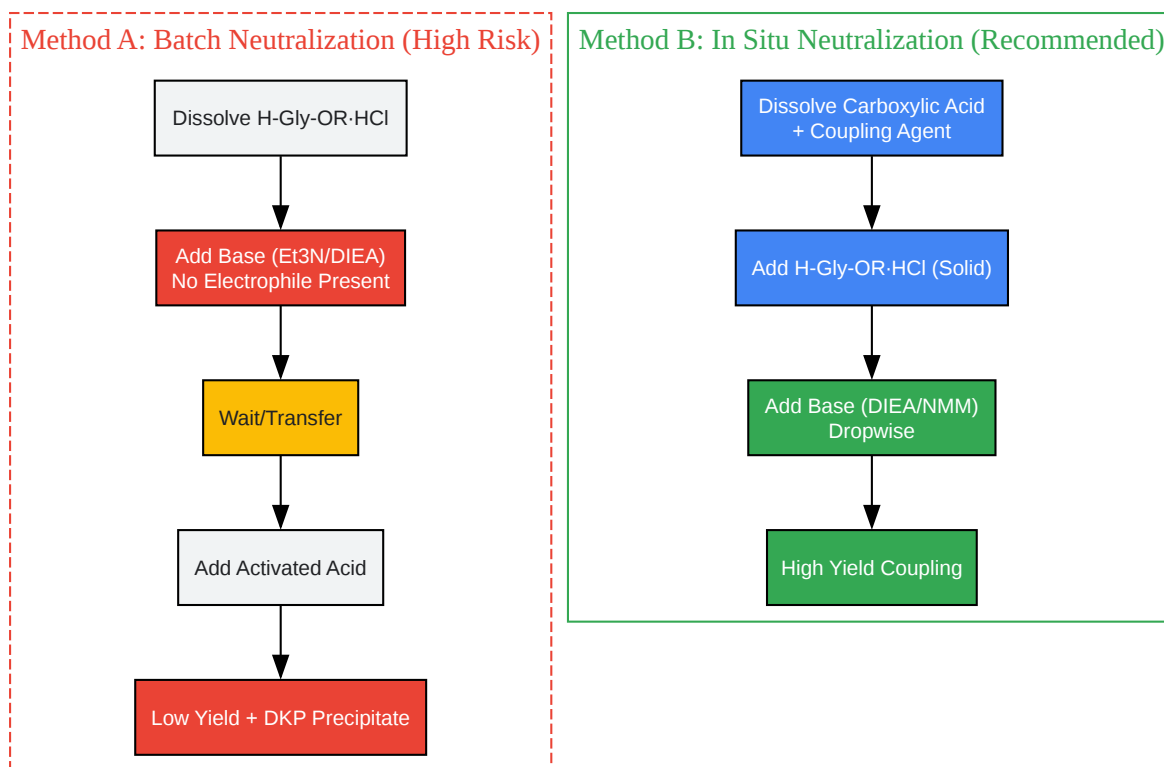 Method A: Batch Neutralization (High Risk)
Dissolve H-Gly-OR·HCl
Add Base (Et3N/DIEA)
No Electrophile Present
Wait/Transfer
Add Activated Acid
Low Yield + DKP Precipitate
Method B: In Situ Neutralization (Recommended)
Dissolve Carboxylic Acid
+ Coupling Agent
Add H-Gly-OR·HCl (Solid)
Add Base (DIEA/NMM)
Dropwise
High Yield Coupling